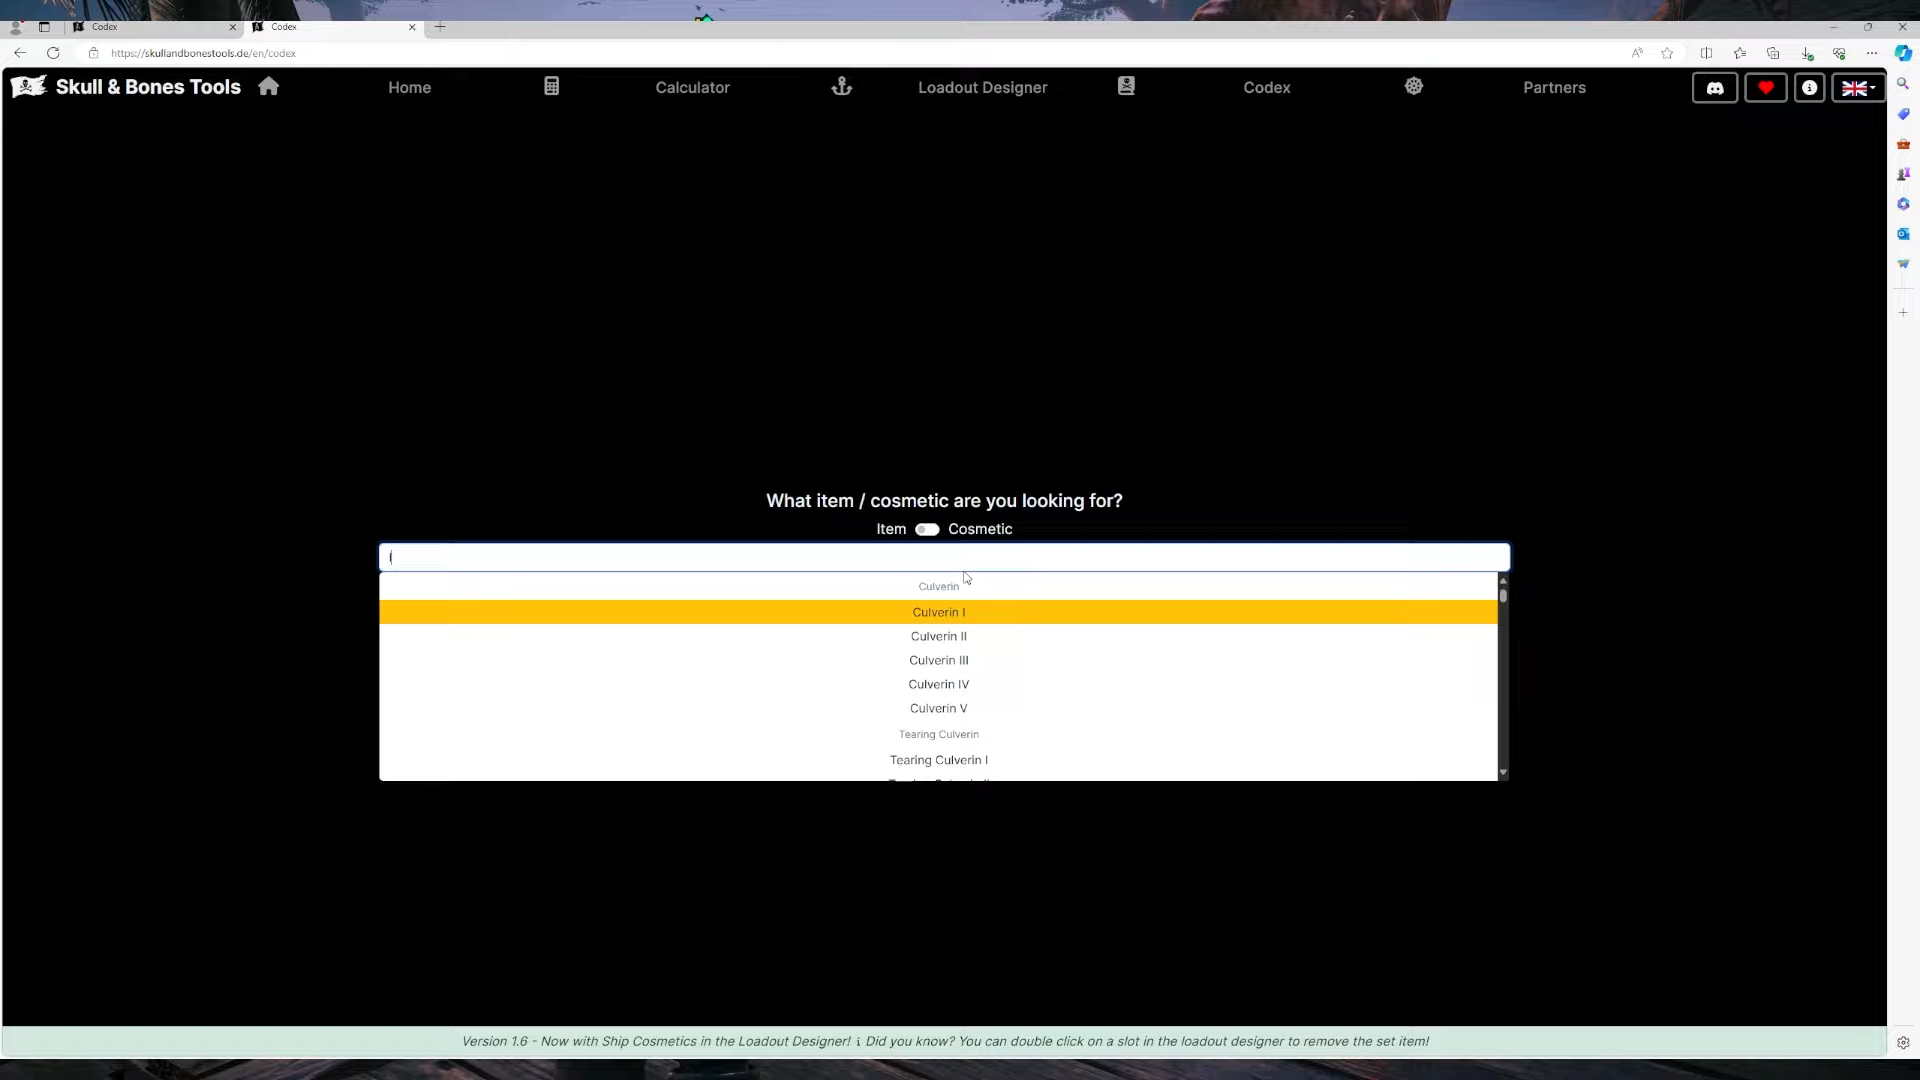 Codex
Codex
https://skullandbonestools.de/en/codex
Skull & Bones Tools
Home
Calculator
Loadout Designer
Codex
Partners
What item / cosmetic are you looking for?
Item
Cosmetic
Culverin
Culverin I
Culverin II
Culverin III
Culverin IV
Culverin V
Tearing Culverin
Tearing Culverin I
Version 1.6 - Now with Ship Cosmetics in the Loadout Designer! ℹ Did you know? You can double click on a slot in the loadout designer to remove the set item!